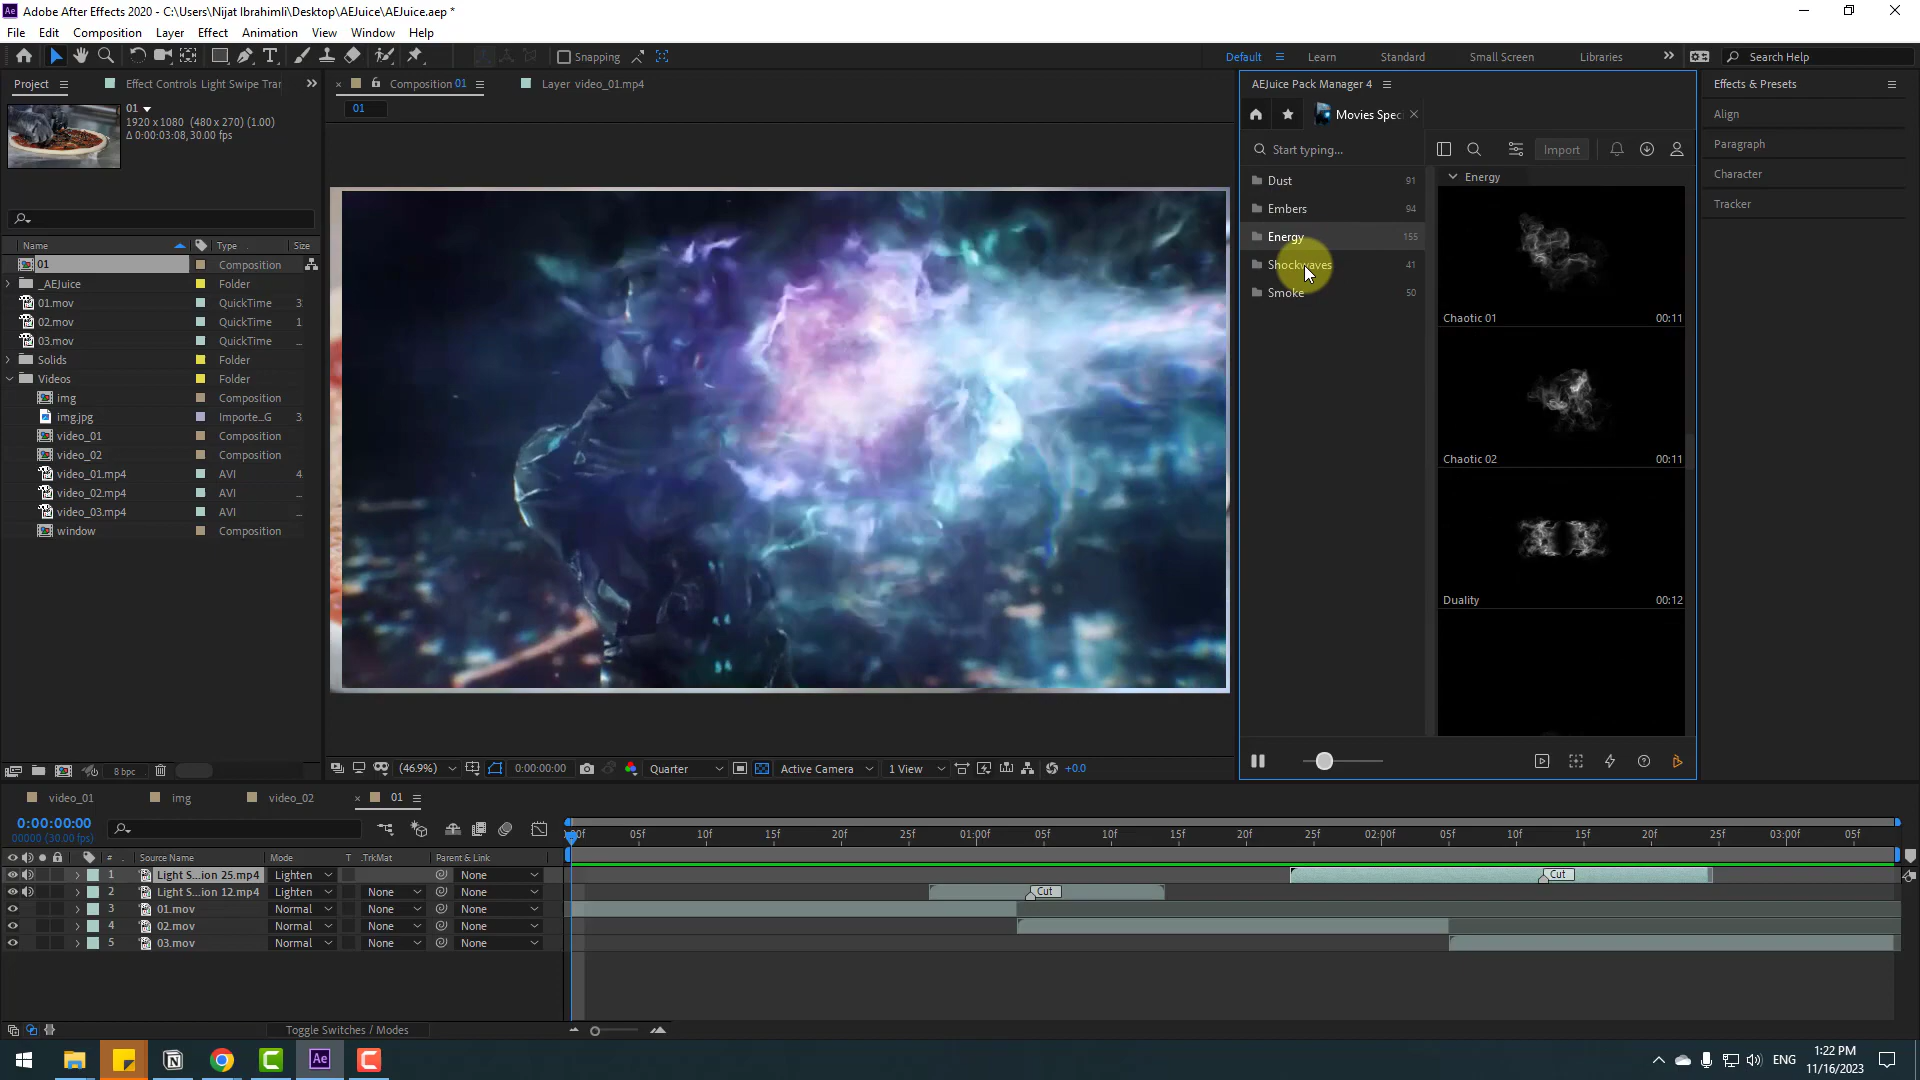 Adobe After Effects 2020 - C:\Users\Nijat Ibrahimli\Desktop\AEJuice\AEJuice.aep *
File Edit Composition Layer Effect Animation View Window Help
Snapping
Default Learn Standard Small Screen Libraries Search Help
Project Effect Controls Light Swipe Tran
Composition 01 Layer video_01.mp4
AEJuice Pack Manager 4
Effects & Presets
01
1920 x 1080 (480 x 270) (1.00)
Δ 0:00:03:08, 30.00 fps
01
Movies Spec
Align
Start typing...
Import
Paragraph
Character
Tracker
Dust 91
Embers 94
Energy 155
Shockwaves 41
Smoke 50
Energy
Chaotic 01 00:11
Chaotic 02 00:11
Duality 00:12
Name Type Size
01 Composition
_AEJuice Folder
01.mov QuickTime 3
02.mov QuickTime 1
03.mov QuickTime ...
Solids Folder
Videos Folder
img Composition
img.jpg Importe_G 3
video_01 Composition
video_02 Composition
video_01.mp4 AVI 4
video_02.mp4 AVI ...
video_03.mp4 AVI ...
window Composition
8 bpc
(46.9%) 0:00:00:00 Quarter Active Camera 1 View +0.0
video_01 img video_02 01
0:00:00:00
00000 (30.00 fps)
:00f 05f 10f 15f 20f 25f 01:00f 05f 10f 15f 20f 25f 02:00f 05f 10f 15f 20f 25f 03:00f 05f
# Source Name Mode T .TrkMat Parent & Link
1 Light S...ion 25.mp4 Lighten None Cut
2 Light S...ion 12.mp4 Lighten None None Cut
3 01.mov Normal None None
4 02.mov Normal None None
5 03.mov Normal None None
Toggle Switches / Modes
Ae
ENG
1:22 PM
11/16/2023